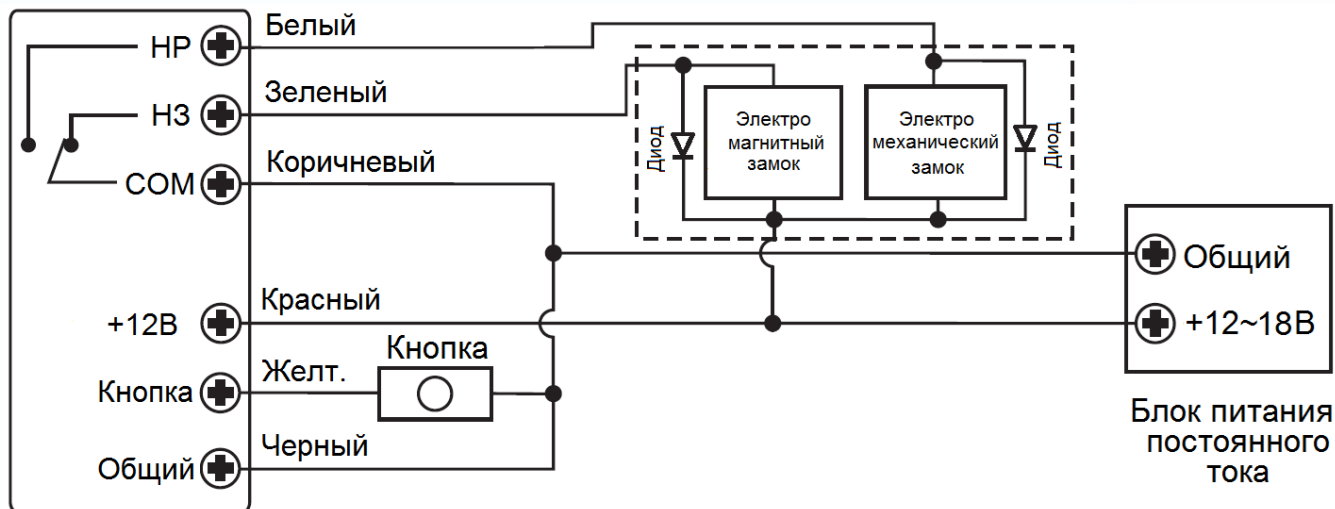 НР
Белый
НЗ
Зеленый
СОМ
Коричневый
+12В
Красный
Кнопка
Желт.
Кнопка
Общий
Черный
Диод
Электро
магнитный
замок
Электро
механический
замок
Диод
Общий
+12~18В
Блок питания
постоянного
тока